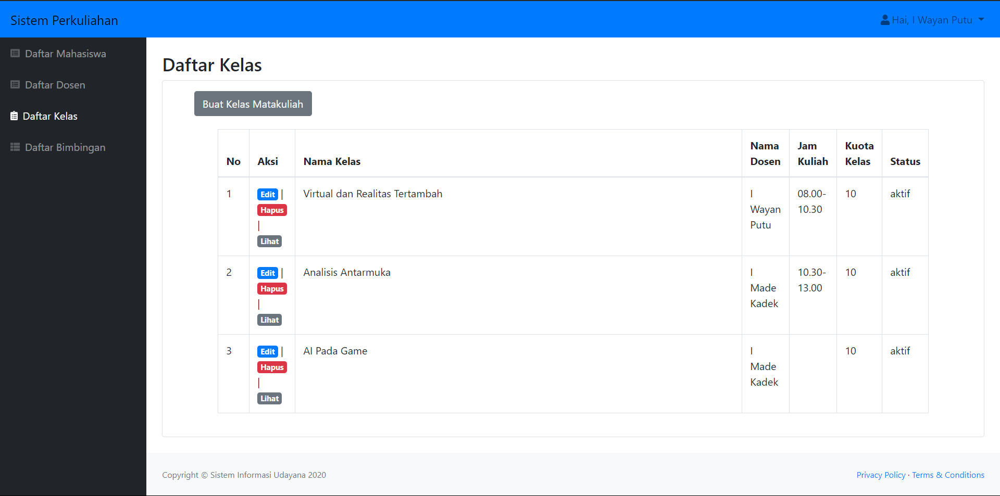 Sistem Perkuliahan
Hai, I Wayan Putu
Daftar Mahasiswa
Daftar Dosen
Daftar Kelas
Daftar Bimbingan
Daftar Kelas
Buat Kelas Matakuliah
No Aksi Nama Kelas Nama Dosen Jam Kuliah Kuota Kelas Status
1 Edit | Virtual dan Realitas Tertambah I 08.00- 10 aktif
Hapus Wayan 10.30
| Putu
Lihat
2 Edit | Analisis Antarmuka I 10.30- 10 aktif
Hapus Made 13.00
| Kadek
Lihat
3 Edit | AI Pada Game I 10 aktif
Hapus Made
| Kadek
Lihat
Copyright © Sistem Informasi Udayana 2020
Privacy Policy · Terms & Conditions